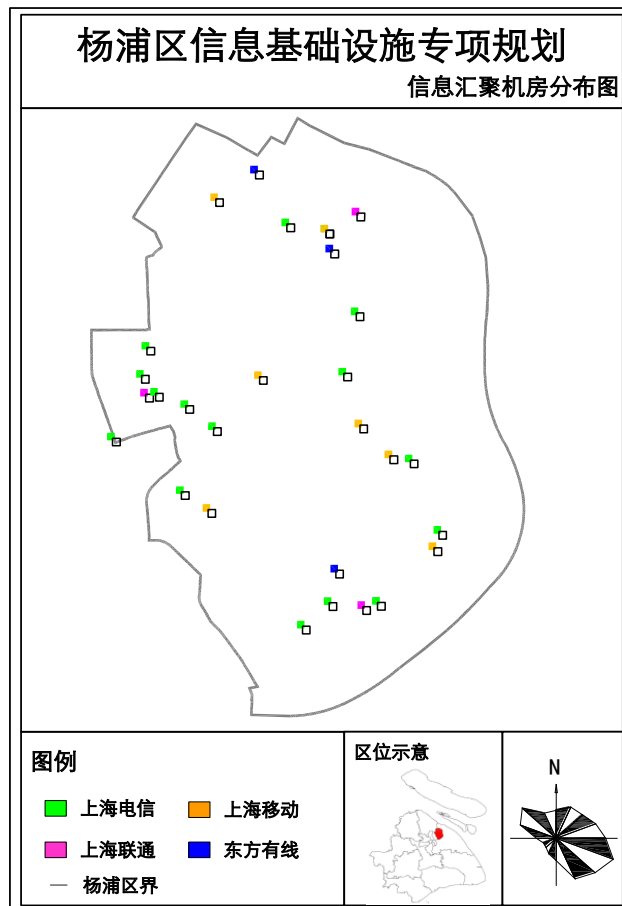 杨浦区信息基础设施专项规划
信息汇聚机房分布图
图例
上海电信
上海移动
上海联通
东方有线
杨浦区界
区位示意
N